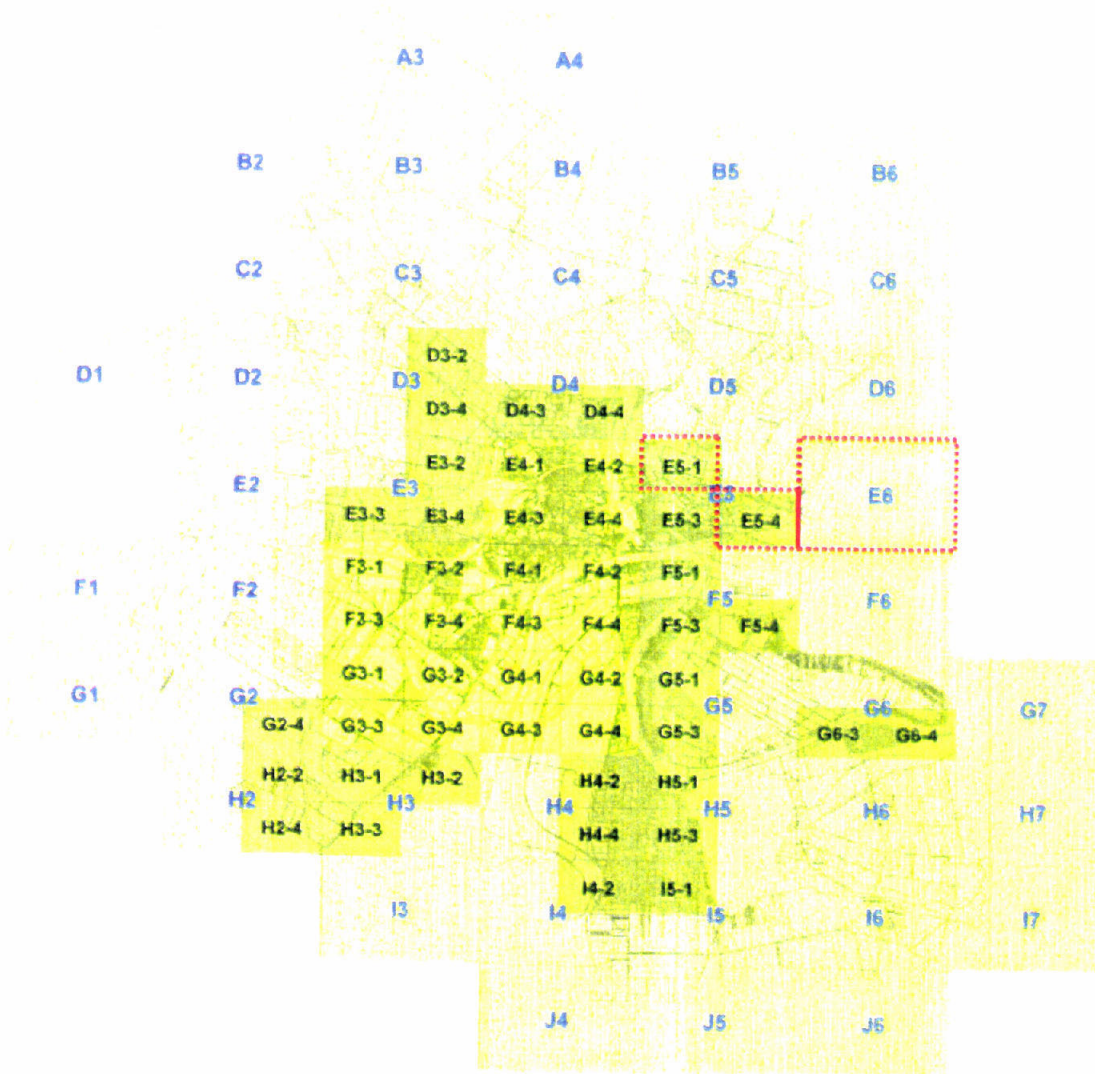 A3 A4
B2 B3 B4 B5 B6
C2 C3 C4 C5 C6
D3-2
D1 D2 D3 D4 D5 D6
D3-4 D4-3 D4-4
E3-2 E4-1 E4-2 E5-1
E2 E3 E5 E6
E3-3 E3-4 E4-3 E4-4 E5-3 E5-4
F3-1 F3-2 F4-1 F4-2 F5-1
F1 F2 F5 F6
F3-3 F3-4 F4-3 F4-4 F5-3 F5-4
G3-1 G3-2 G4-1 G4-2 G5-1
G1 G2 G5 G6 G7
G2-4 G3-3 G3-4 G4-3 G4-4 G5-3 G6-3 G6-4
H2-2 H3-1 H3-2 H4-2 H5-1
H2 H3 H4 H5 H6 H7
H2-4 H3-3 H4-4 H5-3
I4-2 I5-1
I3 I4 I5 I6 I7
J4 J5 J6